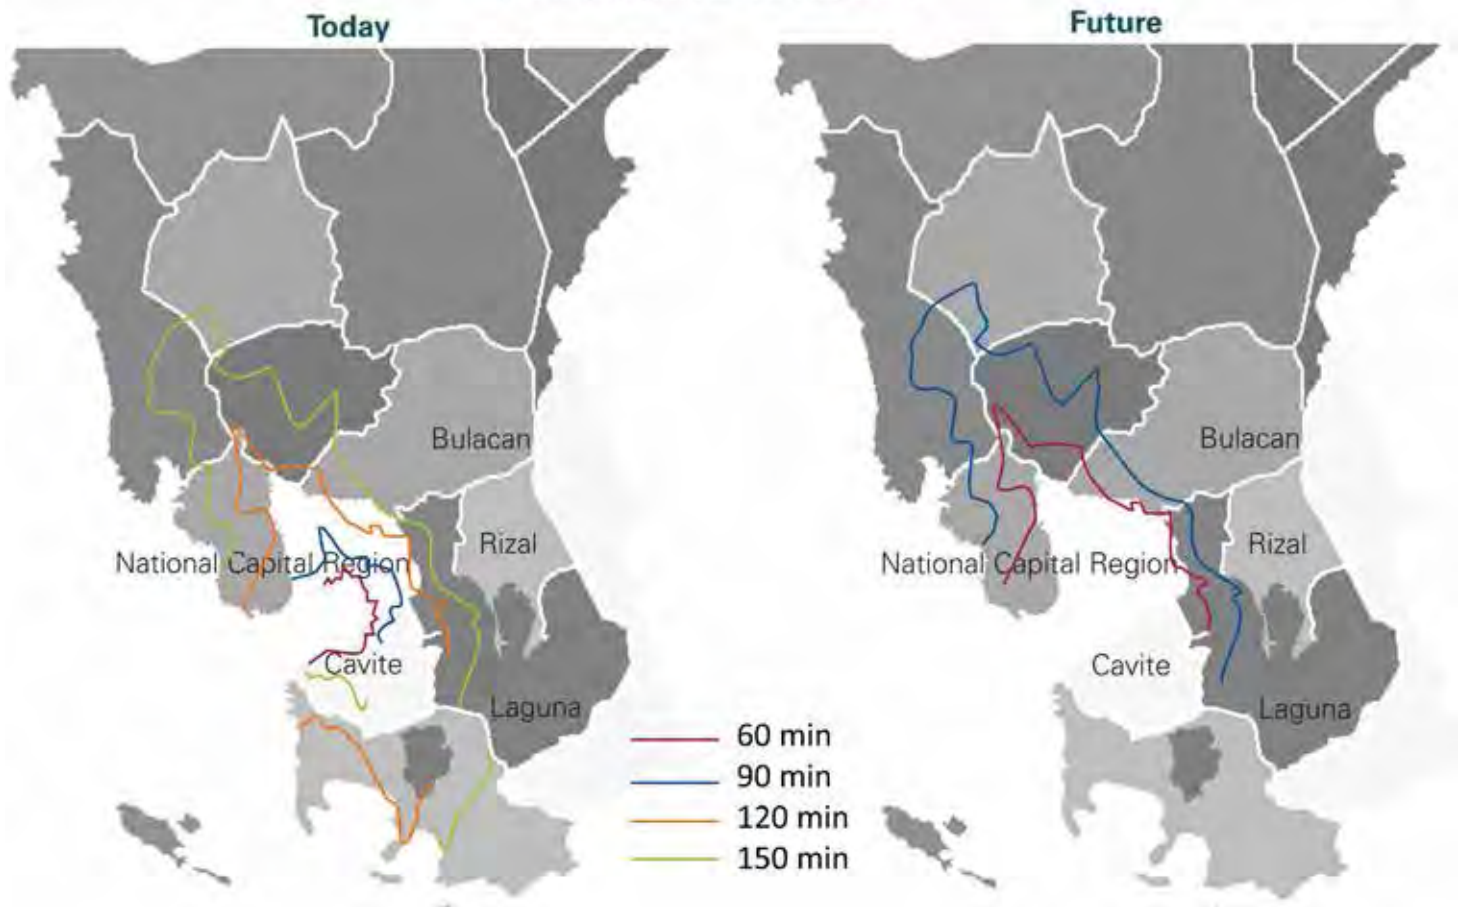 Today
Future
Bulacan
Bulacan
Rizal
Rizal
National Capital Region
National Capital Region
Cavite
Cavite
Laguna
Laguna
60 min
90 min
120 min
150 min